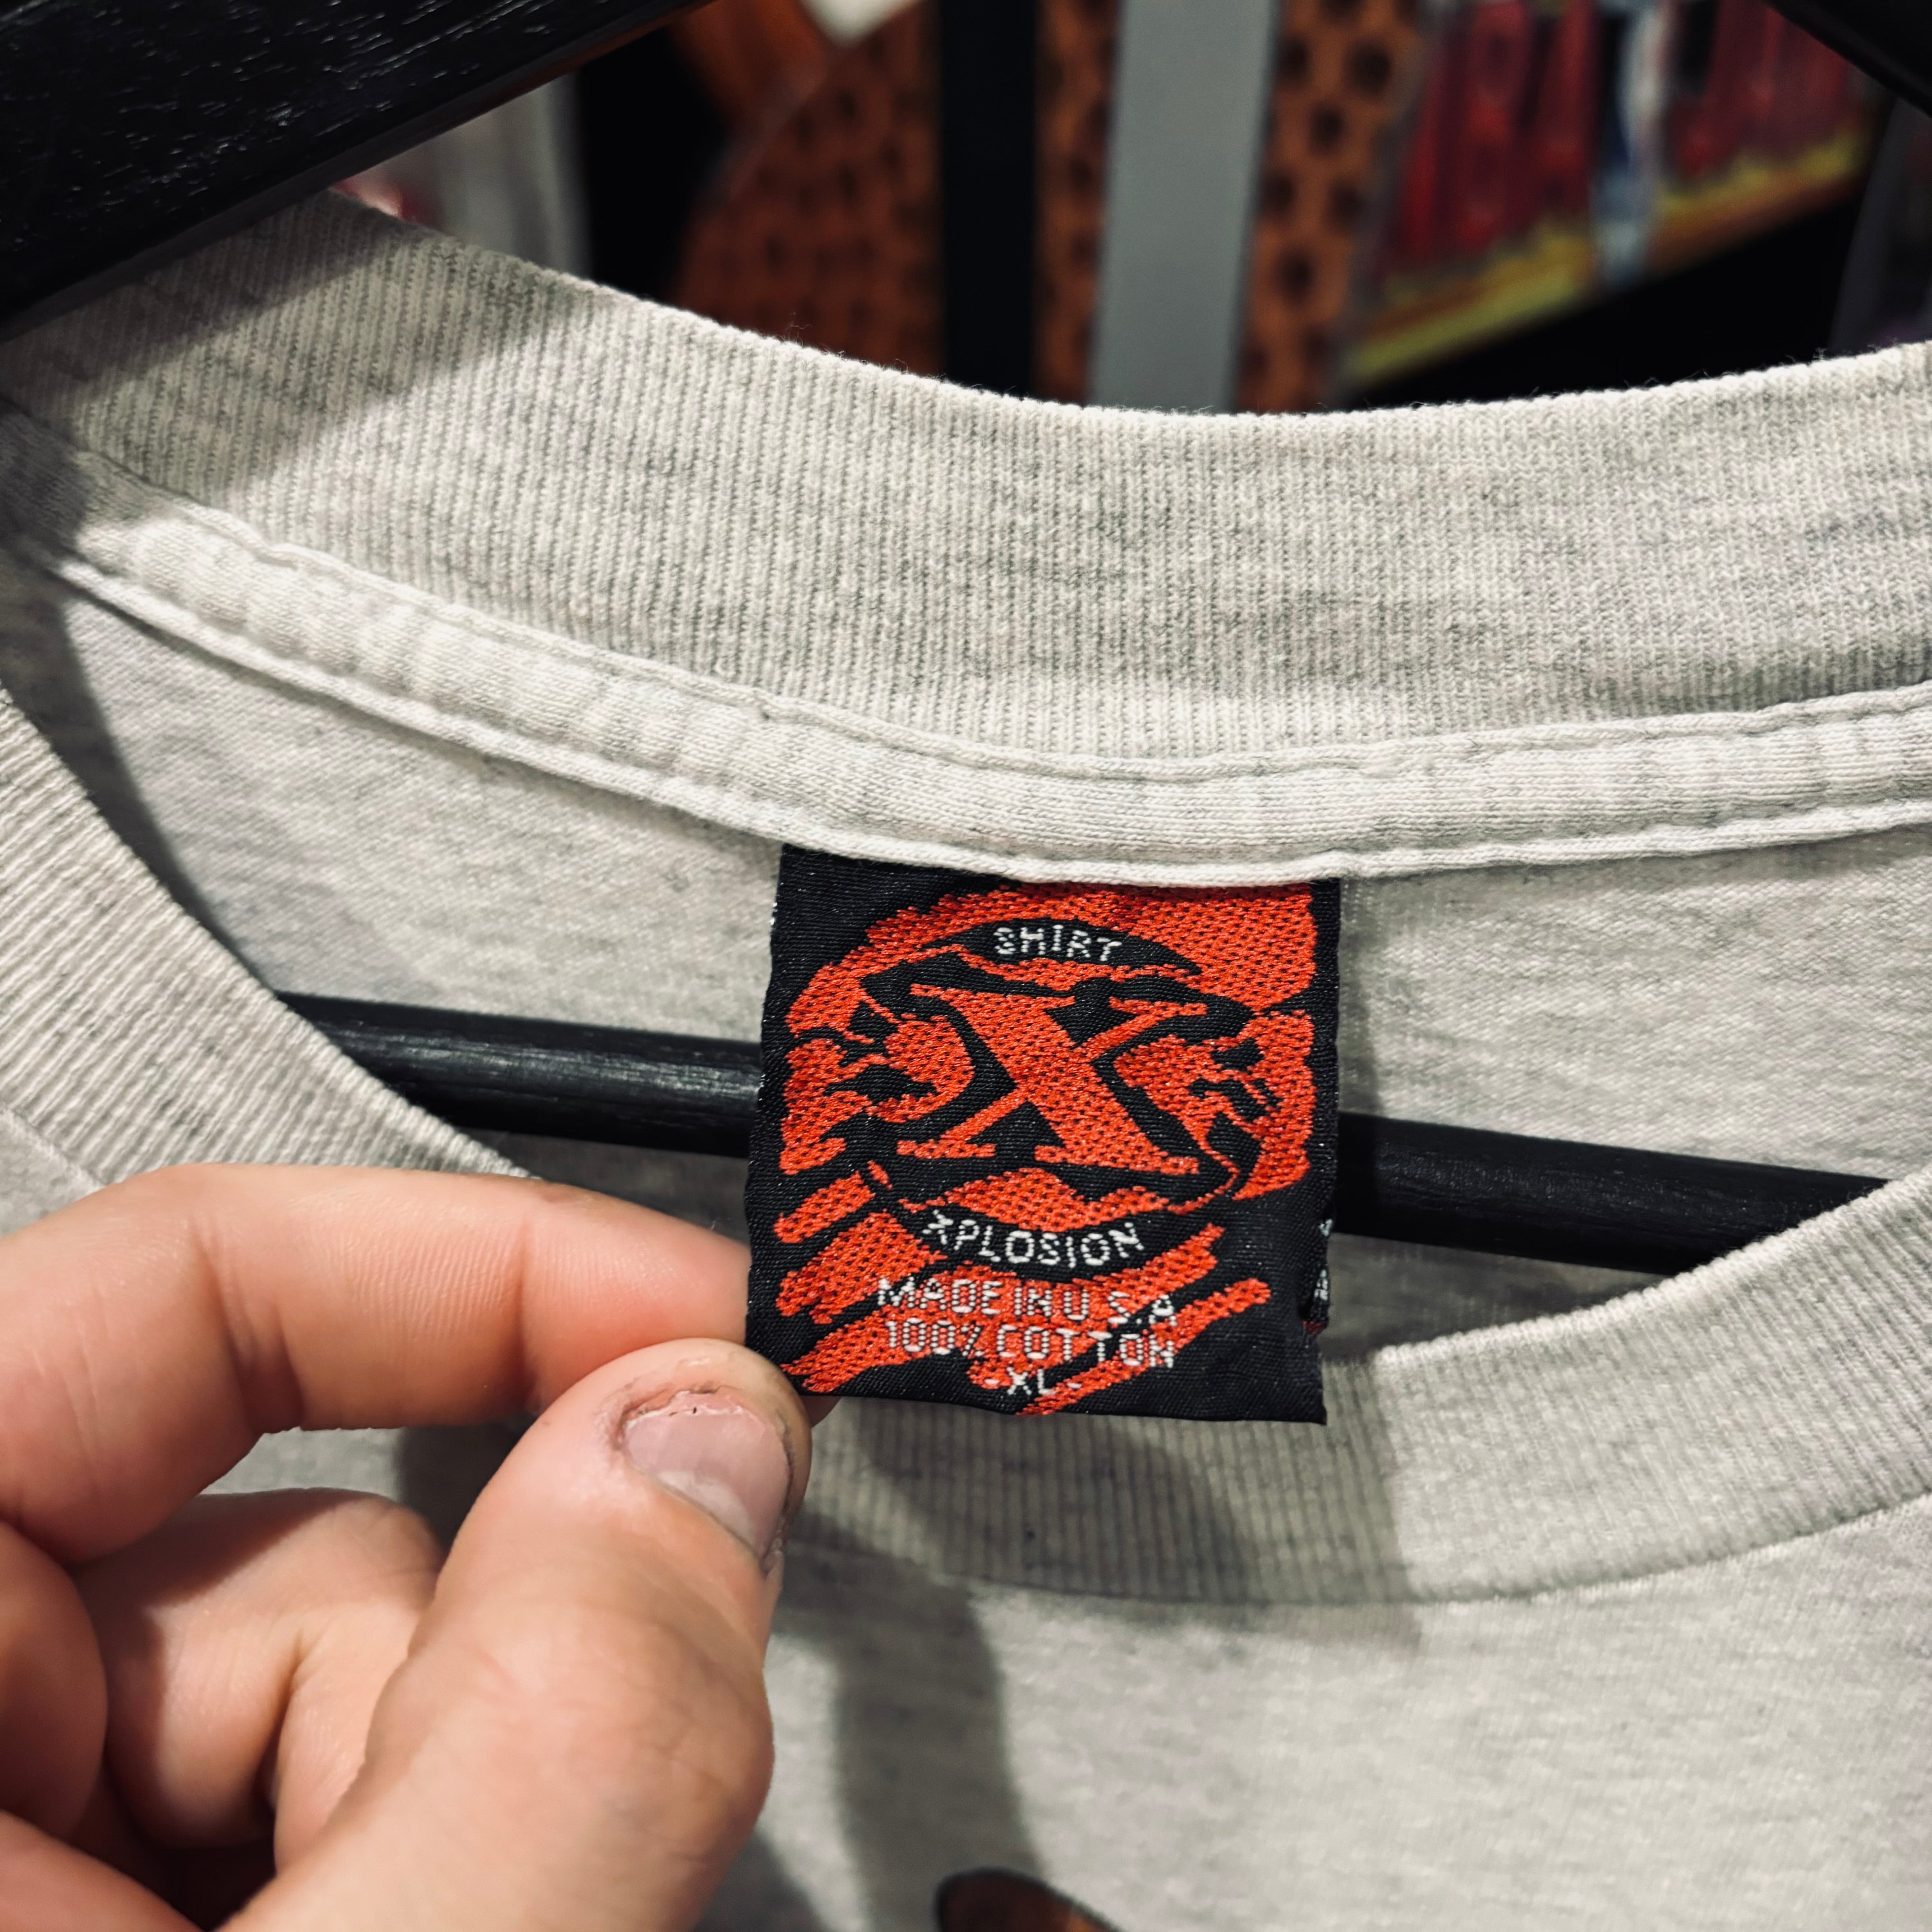 SHIRT
X
XPLOSION
MADE IN U.S.A
100% COTTON
-XL-